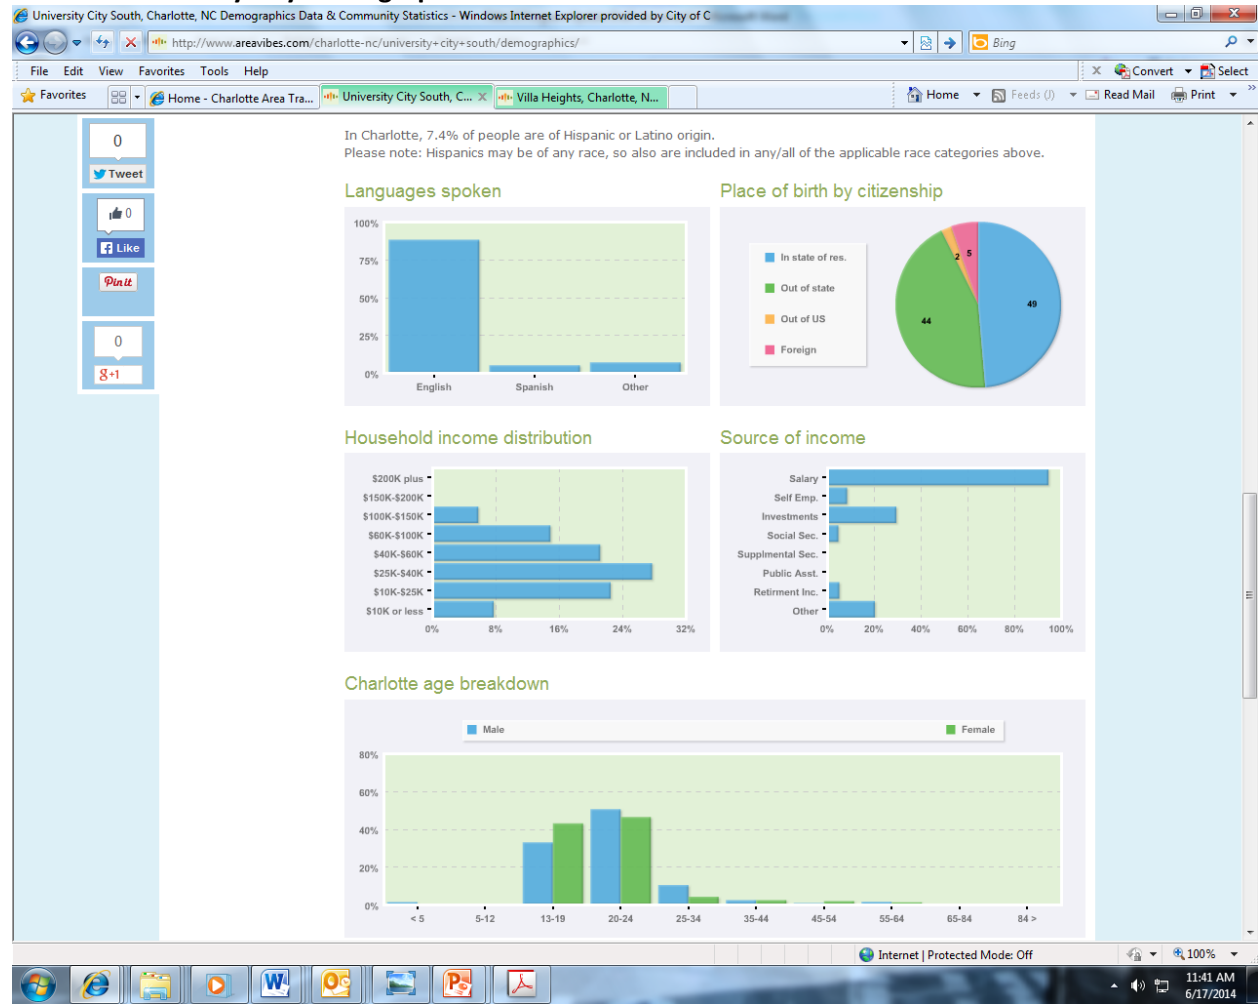 University City South, Charlotte, NC Demographics Data & Community Statistics - Windows Internet Explorer provided by City of C
http://www.areavibes.com/charlotte-nc/university+city+south/demographics/
Bing
File Edit View Favorites Tools Help
Convert Select
Favorites
Home - Charlotte Area Tra...
University City South, C... X
Villa Heights, Charlotte, N...
Home Feeds (J) Read Mail Print
0
Tweet
0
Like
Pin it
0
g+1
In Charlotte, 7.4% of people are of Hispanic or Latino origin.
Please note: Hispanics may be of any race, so also are included in any/all of the applicable race categories above.
Languages spoken
100%
75%
50%
25%
0%
English Spanish Other
Place of birth by citizenship
In state of res.
Out of state
Out of US
Foreign
2 5
49
44
Household income distribution
$200K plus
$150K-$200K
$100K-$150K
$60K-$100K
$40K-$60K
$25K-$40K
$10K-$25K
$10K or less
0% 8% 16% 24% 32%
Source of income
Salary
Self Emp.
Investments
Social Sec.
Supplmental Sec.
Public Asst.
Retirment Inc.
Other
0% 20% 40% 60% 80% 100%
Charlotte age breakdown
Male Female
80%
60%
40%
20%
0%
< 5 5-12 13-19 20-24 25-34 35-44 45-54 55-64 65-84 84 >
Internet | Protected Mode: Off
100%
11:41 AM
6/17/2014